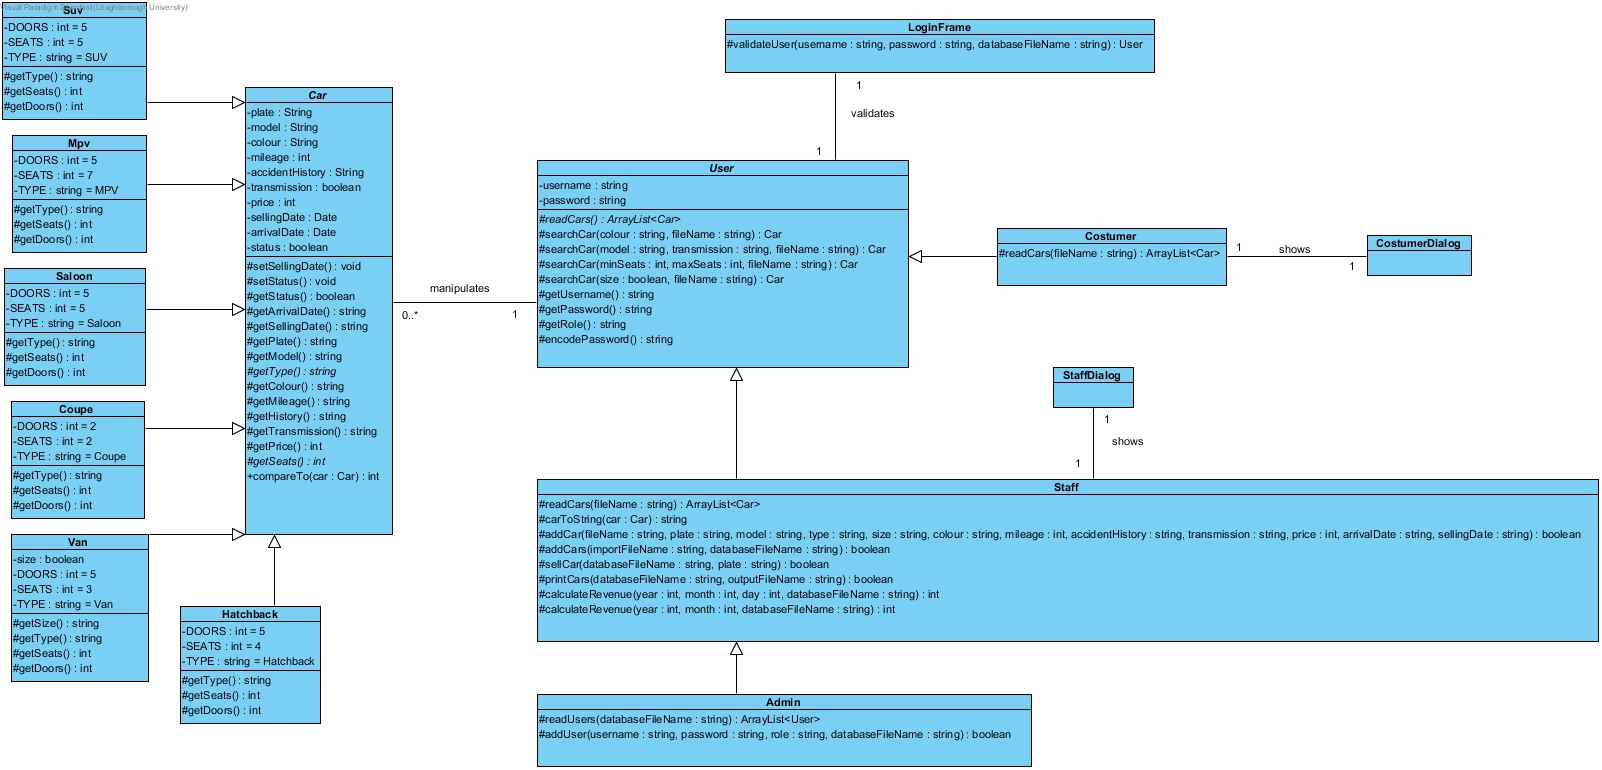 Visual Paradigm Standard(Loughborough University)
Suv
-DOORS : int = 5
-SEATS : int = 5
-TYPE : string = SUV
#getType() : string
#getSeats() : int
#getDoors() : int
Mpv
-DOORS : int = 5
-SEATS : int = 7
-TYPE : string = MPV
#getType() : string
#getSeats() : int
#getDoors() : int
Saloon
-DOORS : int = 5
-SEATS : int = 5
-TYPE : string = Saloon
#getType() : string
#getSeats() : int
#getDoors() : int
Coupe
-DOORS : int = 2
-SEATS : int = 2
-TYPE : string = Coupe
#getType() : string
#getSeats() : int
#getDoors() : int
Van
-size : boolean
-DOORS : int = 5
-SEATS : int = 3
-TYPE : string = Van
#getSize() : string
#getType() : string
#getSeats() : int
#getDoors() : int
Hatchback
-DOORS : int = 5
-SEATS : int = 4
-TYPE : string = Hatchback
#getType() : string
#getSeats() : int
#getDoors() : int
Car
-plate : String
-model : String
-colour : String
-mileage : int
-accidentHistory : String
-transmission : boolean
-price : int
-sellingDate : Date
-arrivalDate : Date
-status : boolean
#setSellingDate() : void
#setStatus() : void
#getStatus() : boolean
#getArrivalDate() : string
#getSellingDate() : string
#getPlate() : string
#getModel() : string
#getType() : string
#getColour() : string
#getMileage() : string
#getHistory() : string
#getTransmission() : string
#getPrice() : int
#getSeats() : int
+compareTo(car : Car) : int
manipulates
0..*
1
LoginFrame
#validateUser(username : string, password : string, databaseFileName : string) : User
1
validates
1
User
-username : string
-password : string
#readCars() : ArrayList<Car>
#searchCar(colour : string, fileName : string) : Car
#searchCar(model : string, transmission : string, fileName : string) : Car
#searchCar(minSeats : int, maxSeats : int, fileName : string) : Car
#searchCar(size : boolean, fileName : string) : Car
#getUsername() : string
#getPassword() : string
#getRole() : string
#encodePassword() : string
Costumer
#readCars(fileName : string) : ArrayList<Car>
1
shows
1
CostumerDialog
StaffDialog
1
shows
1
Staff
#readCars(fileName : string) : ArrayList<Car>
#carToString(car : Car) : string
#addCar(fileName : string, plate : string, model : string, type : string, size : string, colour : string, mileage : int, accidentHistory : string, transmission : string, price : int, arrivalDate : string, sellingDate : string) : boolean
#addCars(importFileName : string, databaseFileName : string) : boolean
#sellCar(databaseFileName : string, plate : string) : boolean
#printCars(databaseFileName : string, outputFileName : string) : boolean
#calculateRevenue(year : int, month : int, day : int, databaseFileName : string) : int
#calculateRevenue(year : int, month : int, databaseFileName : string) : int
Admin
#readUsers(databaseFileName : string) : ArrayList<User>
#addUser(username : string, password : string, role : string, databaseFileName : string) : boolean